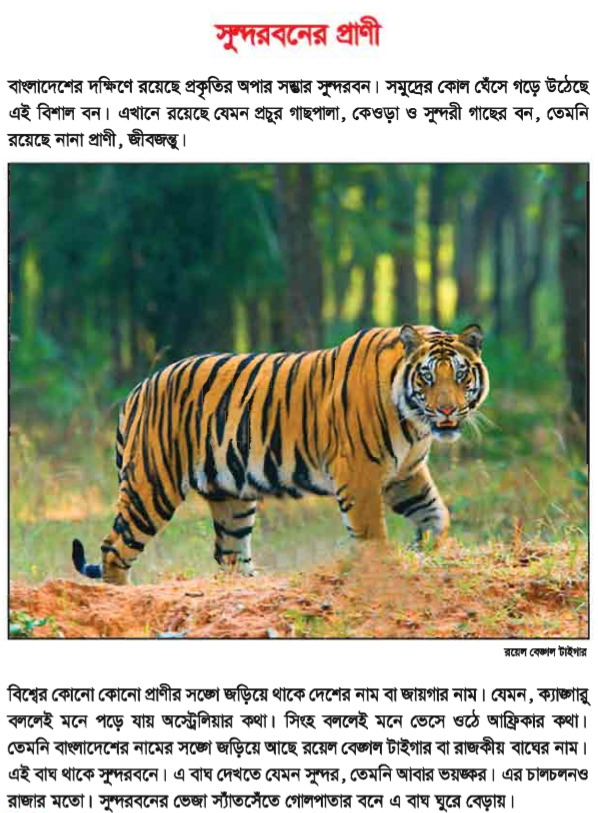 সুন্দরবনের প্রাণী
বাংলাদেশের দক্ষিণে রয়েছে প্রকৃতির অপার সম্ভার সুন্দরবন। সমুদ্রের কোল ঘেঁসে গড়ে উঠেছে
এই বিশাল বন। এখানে রয়েছে যেমন প্রচুর গাছপালা, কেওড়া ও সুন্দরী গাছের বন, তেমনি
রয়েছে নানা প্রাণী, জীবজন্তু।
রয়েল বেঙ্গল টাইগার
বিশ্বের কোনো কোনো প্রাণীর সঙ্গে জড়িয়ে থাকে দেশের নাম বা জায়গার নাম। যেমন, ক্যাঙ্গারু
বললেই মনে পড়ে যায় অস্ট্রেলিয়ার কথা। সিংহ বললেই মনে ভেসে ওঠে আফ্রিকার কথা।
তেমনি বাংলাদেশের নামের সঙ্গে জড়িয়ে আছে রয়েল বেঙ্গল টাইগার বা রাজকীয় বাঘের নাম।
এই বাঘ থাকে সুন্দরবনে। এ বাঘ দেখতে যেমন সুন্দর, তেমনি আবার ভয়ঙ্কর। এর চালচলনও
রাজার মতো। সুন্দরবনের ভেজা স্যাঁতসেঁতে গোলপাতার বনে এ বাঘ ঘুরে বেড়ায়।